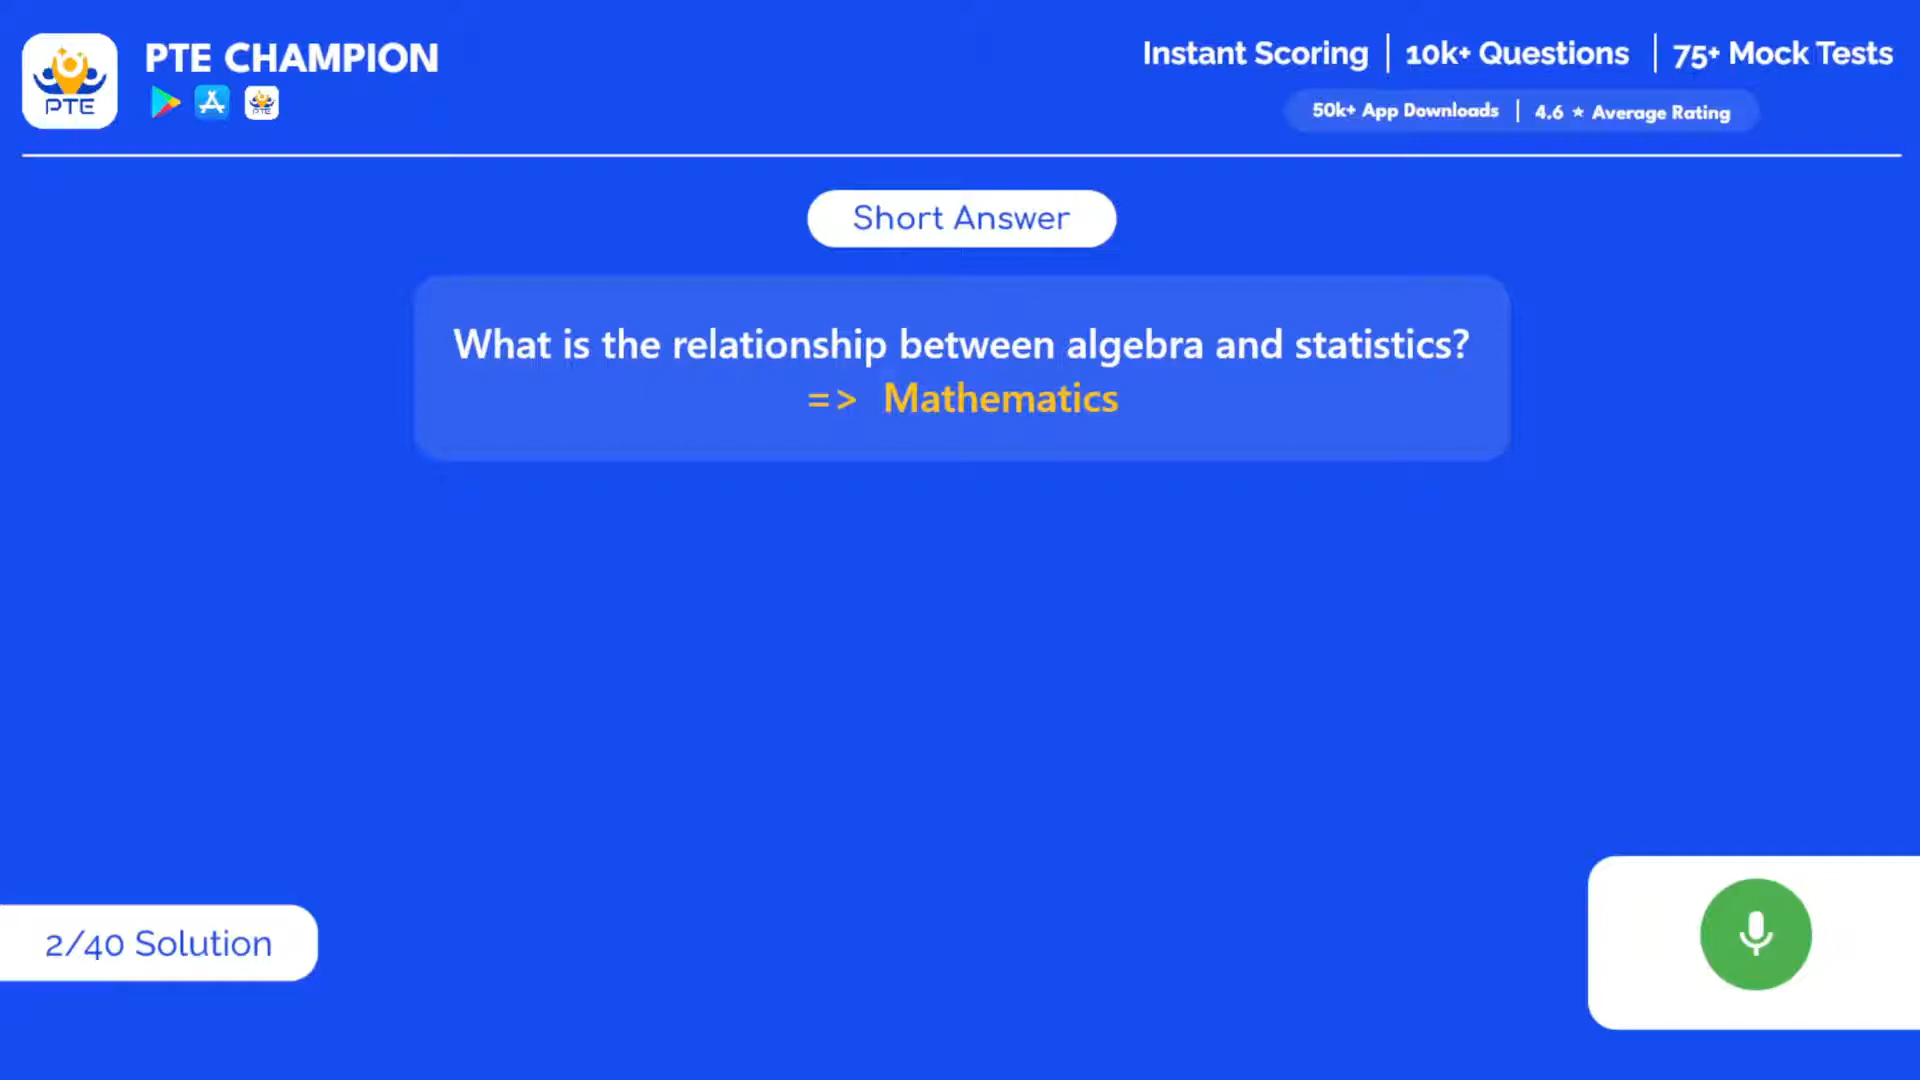 PTE CHAMPION
PTE
PTE
Instant Scoring | 10k+ Questions | 75+ Mock Tests
50k+ App Downloads | 4.6 ★ Average Rating
Short Answer
What is the relationship between algebra and statistics?
=> Mathematics
2/40 Solution